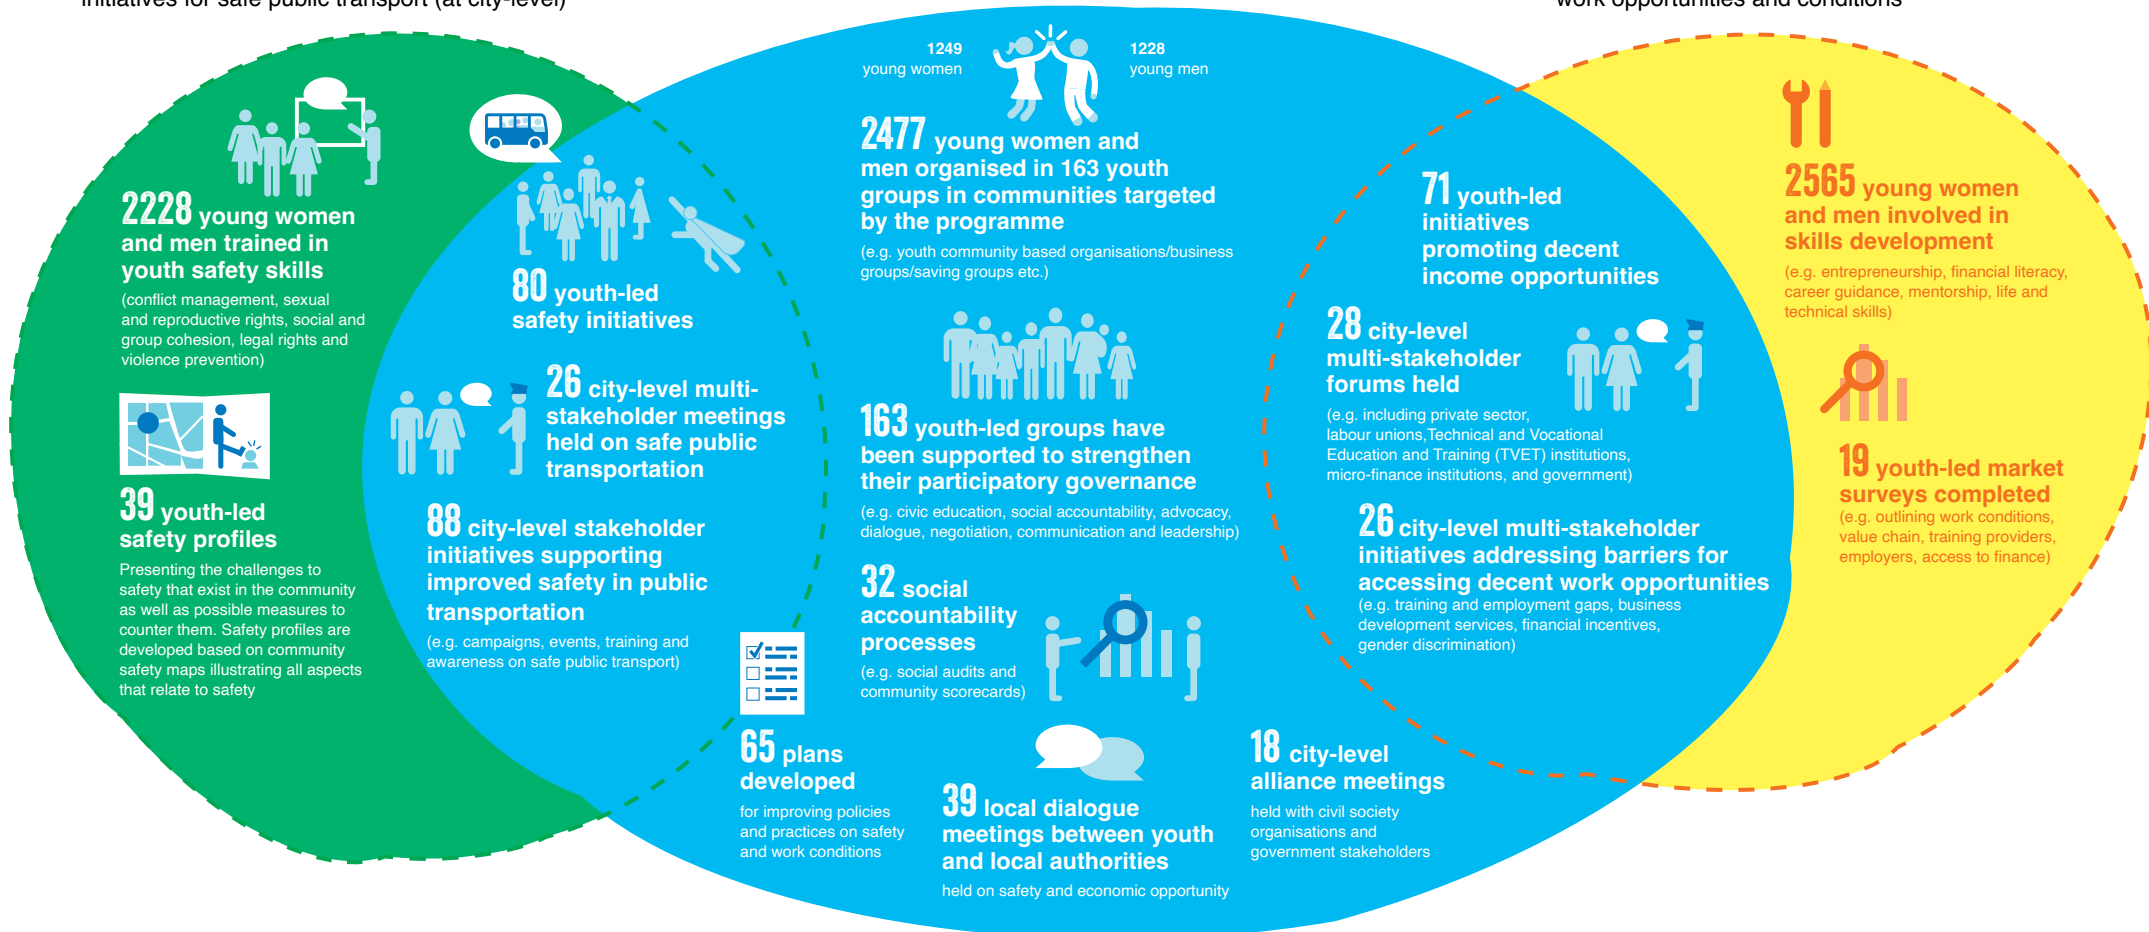 initiatives for safe public transport (at city-level)
work opportunities and conditions
2228 young women
and men trained in
youth safety skills
(conflict management, sexual
and reproductive rights, social and
group cohesion, legal rights and
violence prevention)
39 youth-led
safety profiles
Presenting the challenges to
safety that exist in the community
as well as possible measures to
counter them. Safety profiles are
developed based on community
safety maps illustrating all aspects
that relate to safety
80 youth-led
safety initiatives
26 city-level multi-
stakeholder meetings
held on safe public
transportation
88 city-level stakeholder
initiatives supporting
improved safety in public
transportation
(e.g. campaigns, events, training and
awareness on safe public transport)
1249
young women
1228
young men
2477 young women and
men organised in 163 youth
groups in communities targeted
by the programme
(e.g. youth community based organisations/business
groups/saving groups etc.)
163 youth-led groups have
been supported to strengthen
their participatory governance
(e.g. civic education, social accountability, advocacy,
dialogue, negotiation, communication and leadership)
32 social
accountability
processes
(e.g. social audits and
community scorecards)
65 plans
developed
for improving policies
and practices on safety
and work conditions
39 local dialogue
meetings between youth
and local authorities
held on safety and economic opportunity
18 city-level
alliance meetings
held with civil society
organisations and
government stakeholders
71 youth-led
initiatives
promoting decent
income opportunities
28 city-level
multi-stakeholder
forums held
(e.g. including private sector,
labour unions,Technical and Vocational
Education and Training (TVET) institutions,
micro-finance institutions, and government)
26 city-level multi-stakeholder
initiatives addressing barriers for
accessing decent work opportunities
(e.g. training and employment gaps, business
development services, financial incentives,
gender discrimination)
2565 young women
and men involved in
skills development
(e.g. entrepreneurship, financial literacy,
career guidance, mentorship, life and
technical skills)
19 youth-led market
surveys completed
(e.g. outlining work conditions,
value chain, training providers,
employers, access to finance)